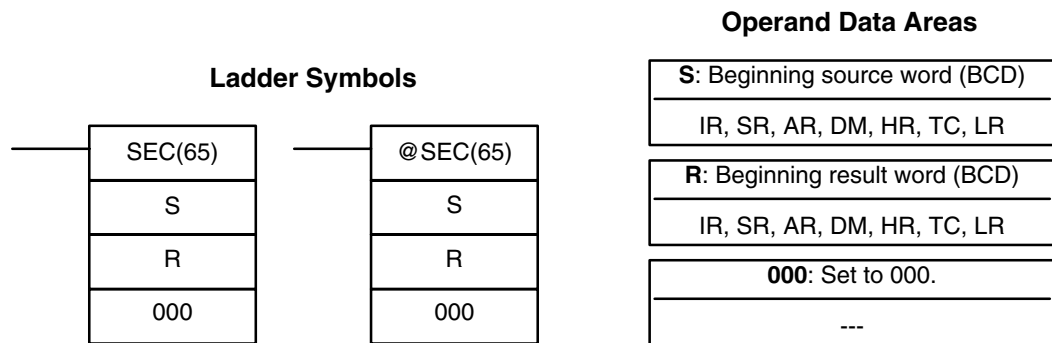 Operand Data Areas
Ladder Symbols
SEC(65)
S
R
000
@SEC(65)
S
R
000
S: Beginning source word (BCD)
IR, SR, AR, DM, HR, TC, LR
R: Beginning result word (BCD)
IR, SR, AR, DM, HR, TC, LR
000: Set to 000.
---